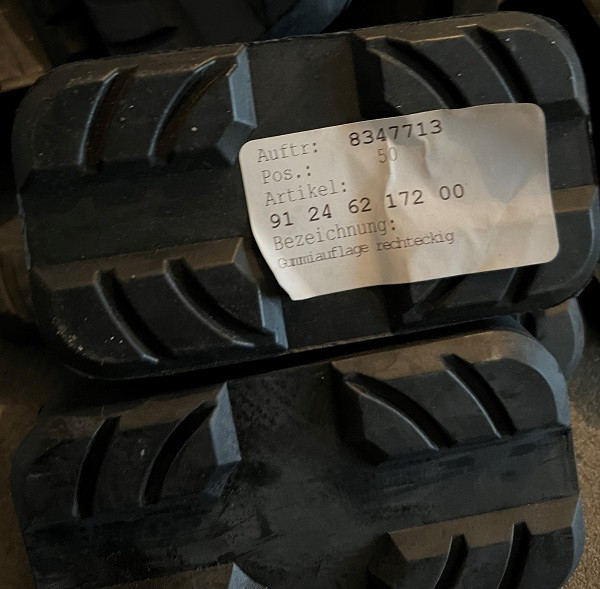 Auftr: 8347713
Pos.: 50
Artikel:
91 24 62 172 00
Bezeichnung:
Gummiauflage rechteckig